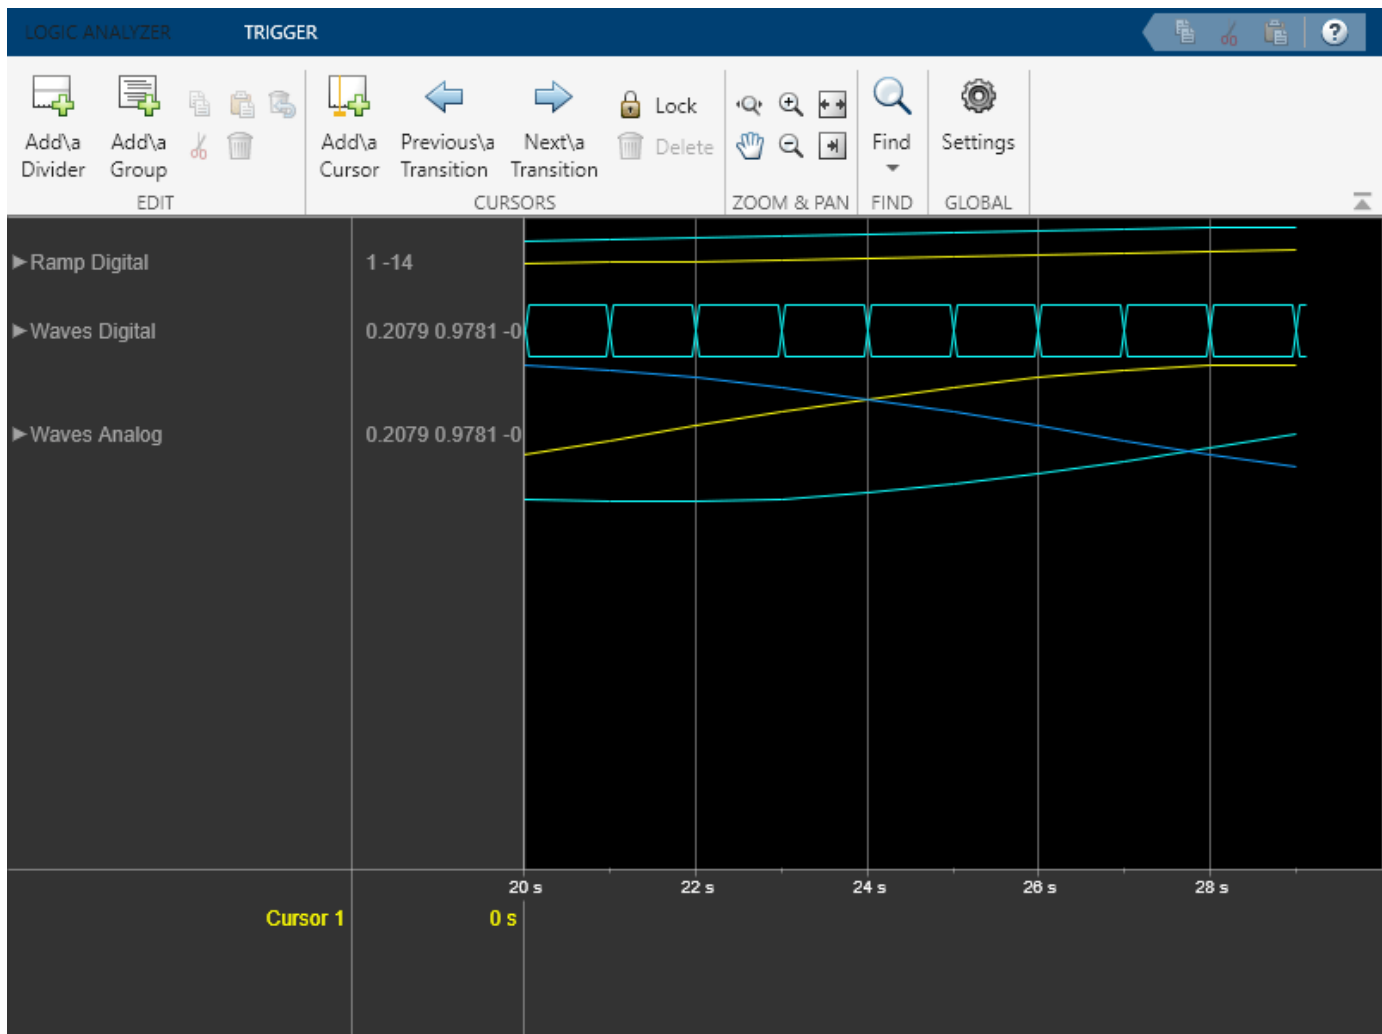 LOGIC ANALYZER TRIGGER
Lock
Add\a Add\a Add\a Previous\a Next\a Delete Find Settings
Divider Group Cursor Transition Transition
EDIT CURSORS ZOOM & PAN FIND GLOBAL
Ramp Digital 1 -14
Waves Digital 0.2079 0.9781 -0
Waves Analog 0.2079 0.9781 -0
20 s 22 s 24 s 26 s 28 s
Cursor 1 0 s